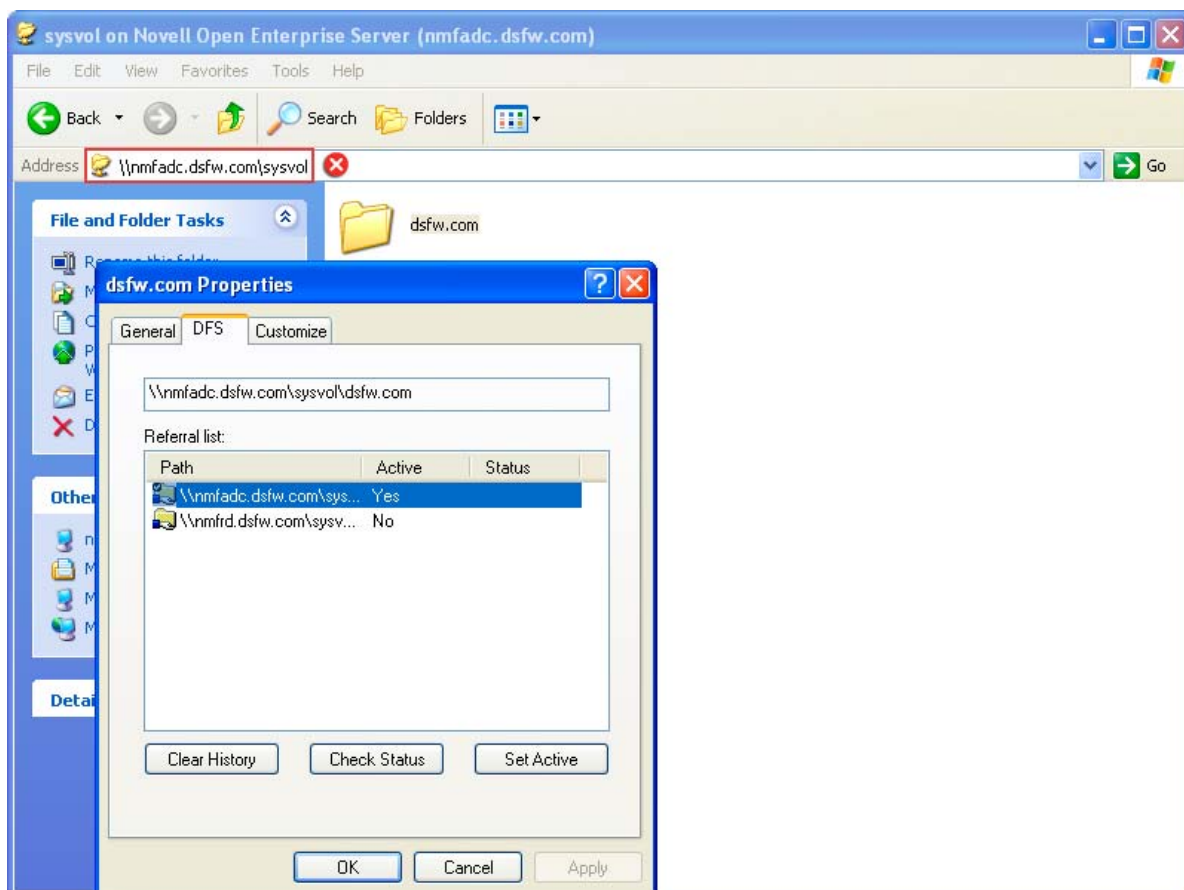 sysvol on Novell Open Enterprise Server (nmfadc.dsfw.com)
File Edit View Favorites Tools Help
Back Search Folders
Address \\nmfadc.dsfw.com\sysvol Go
File and Folder Tasks
dsfw.com
Rename this folder
dsfw.com Properties
General DFS Customize
\\nmfadc.dsfw.com\sysvol\dsfw.com
Referral list:
Path Active Status
\\nmfadc.dsfw.com\sys... Yes
\\nmfrd.dsfw.com\sysv... No
Clear History Check Status Set Active
OK Cancel Apply